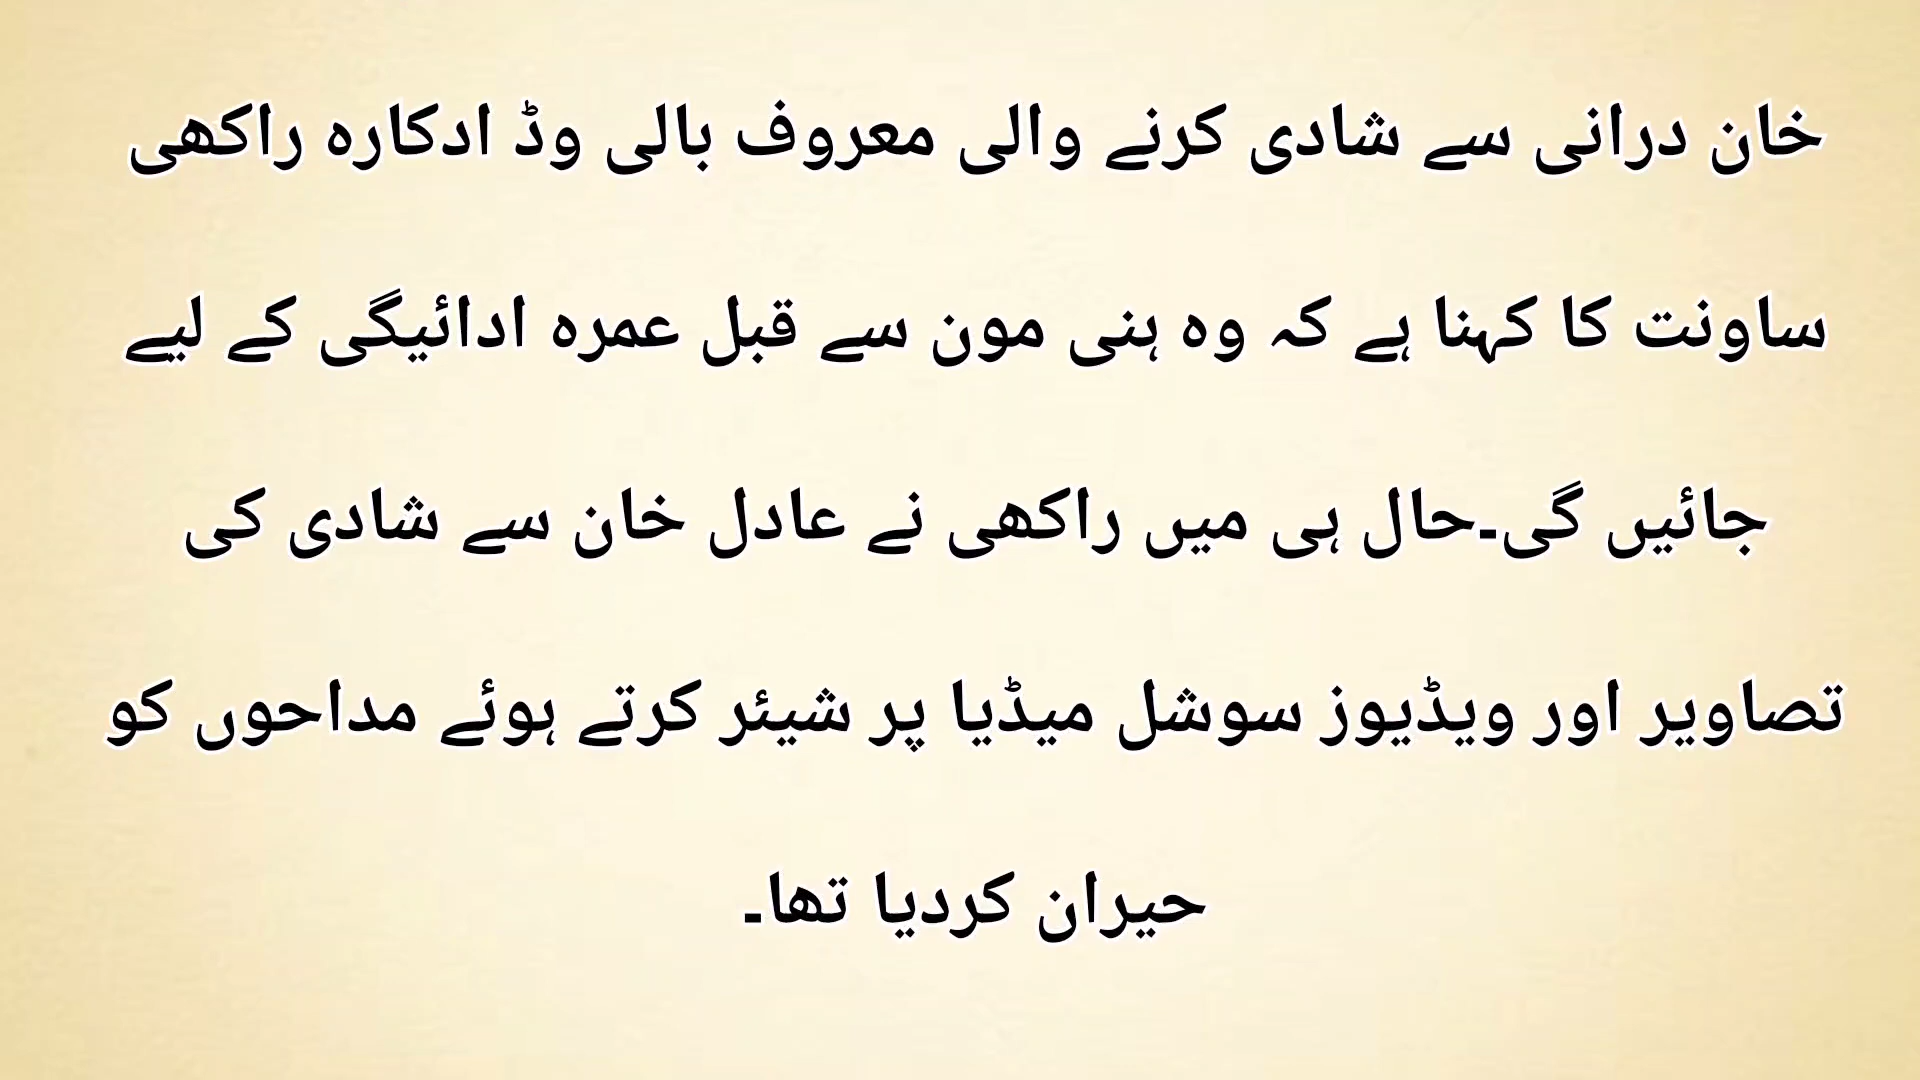 خان درانی سے شادی کرنے والی معروف بالی وڈ ادکارہ راکھی
ساونت کا کہنا ہے کہ وہ ہنی مون سے قبل عمرہ ادائیگی کے لیے
جائیں گی۔حال ہی میں راکھی نے عادل خان سے شادی کی
تصاویر اور ویڈیوز سوشل میڈیا پر شیئر کرتے ہوئے مداحوں کو
حیران کردیا تھا۔